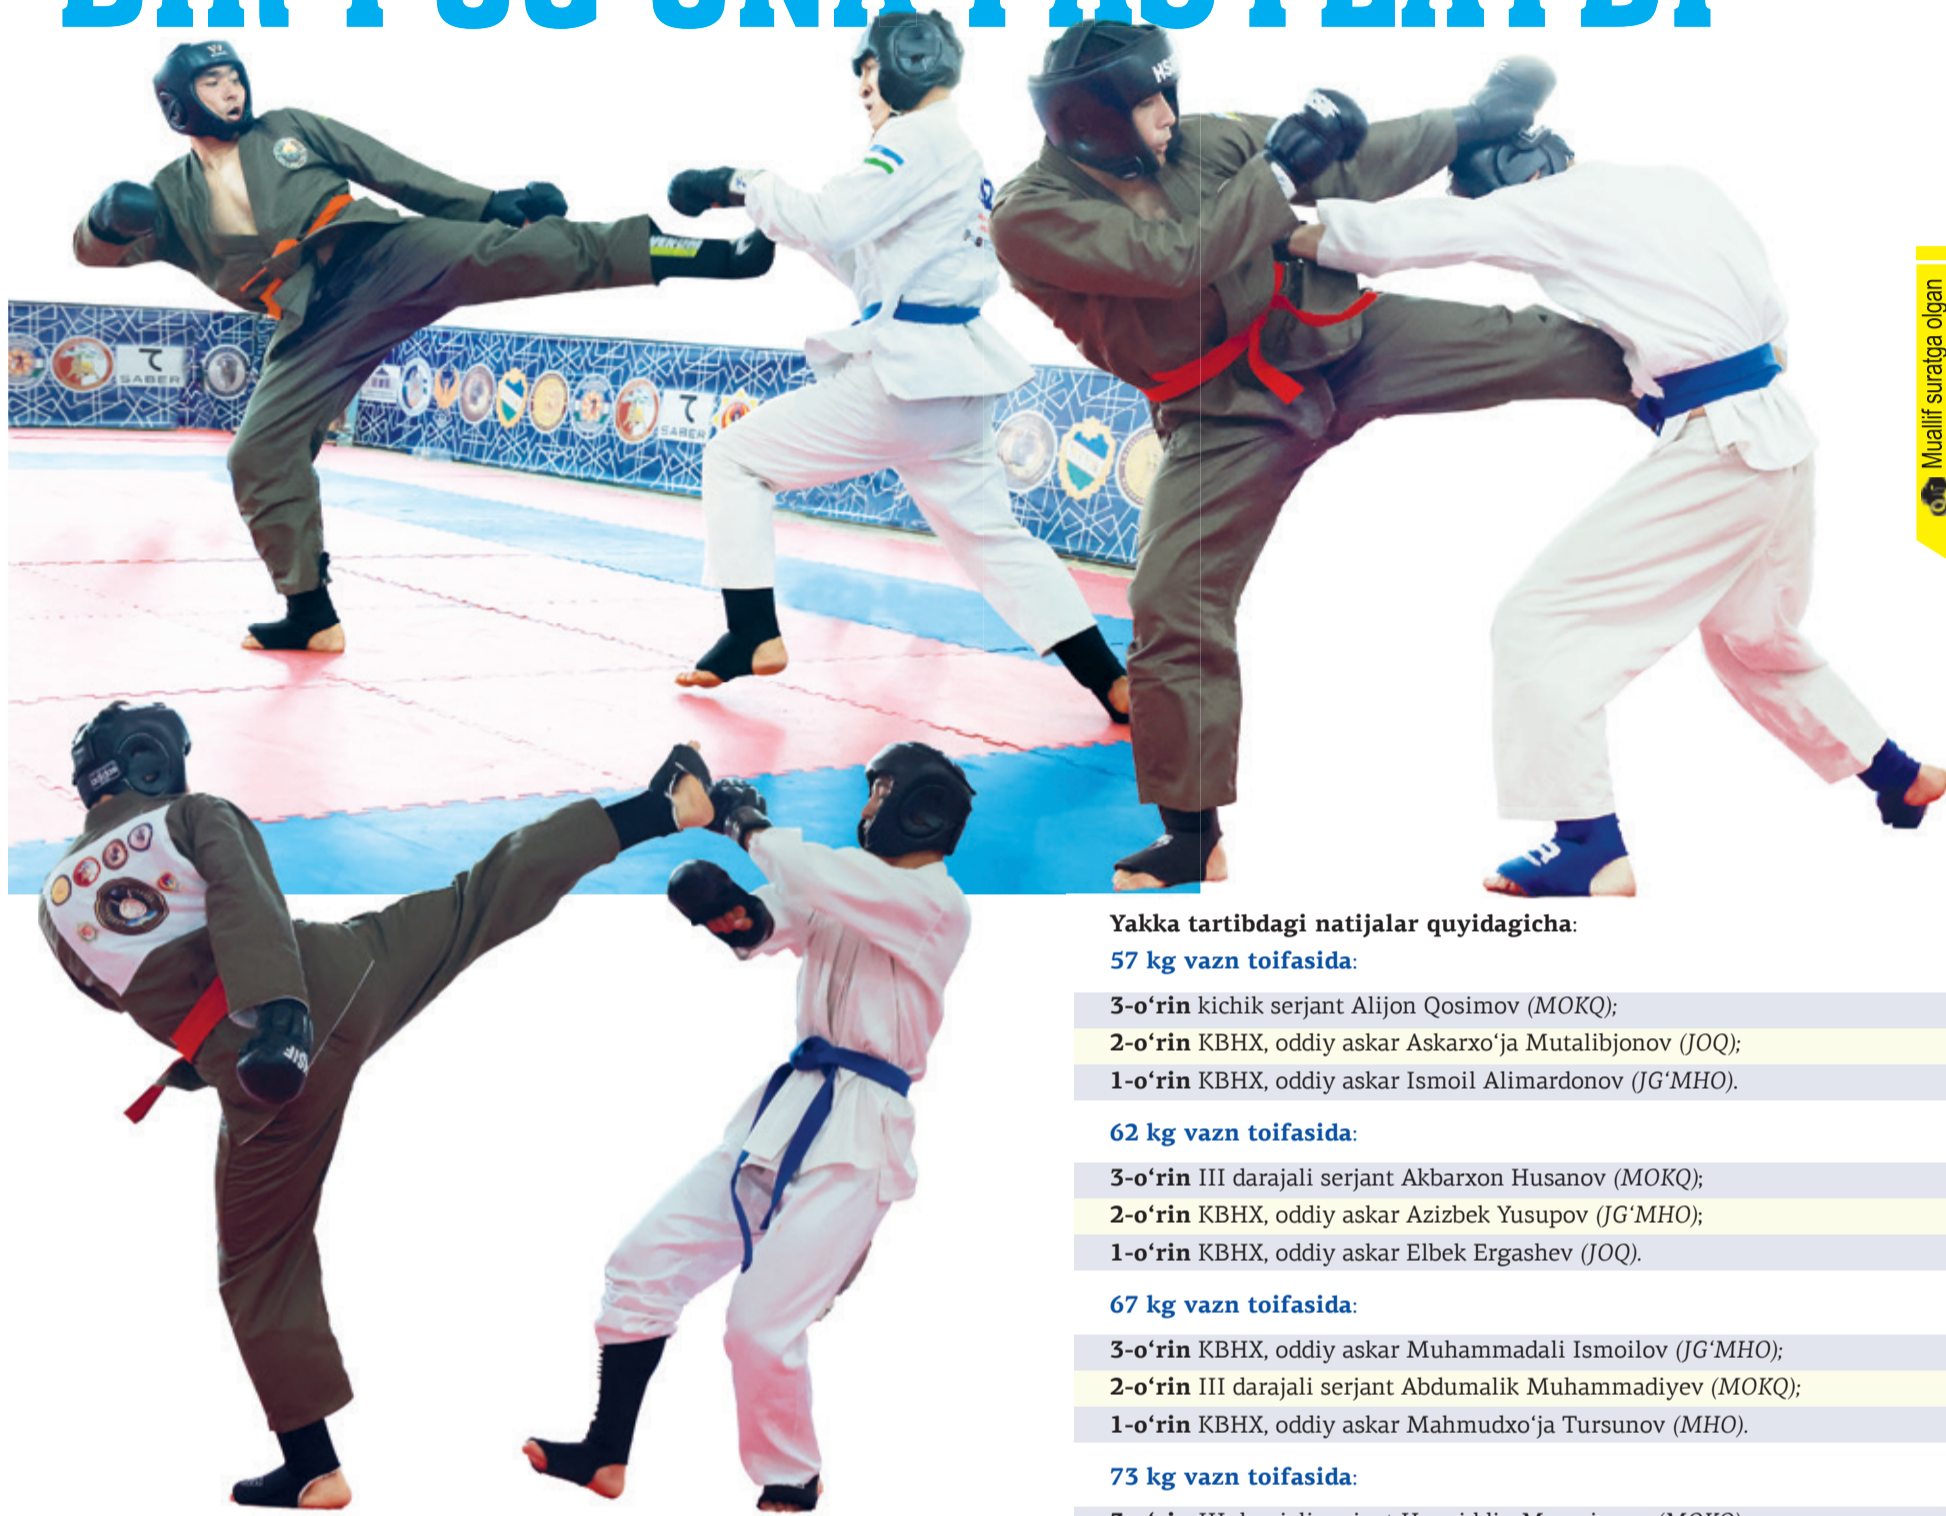 HSIF
VENUM
SABER
SABER
Muallif suratga olgan
HSIF
Yakka tartibdagi natijalar quyidagicha:
57 kg vazn toifasida:
3-o‘rin kichik serjant Alijon Qosimov (MOKQ);
2-o‘rin KBHX, oddiy askar Askarxo‘ja Mutalibjonov (JOQ);
1-o‘rin KBHX, oddiy askar Ismoil Alimardonov (JG‘MHO).
62 kg vazn toifasida:
3-o‘rin III darajali serjant Akbarxon Husanov (MOKQ);
2-o‘rin KBHX, oddiy askar Azizbek Yusupov (JG‘MHO);
1-o‘rin KBHX, oddiy askar Elbek Ergashev (JOQ).
67 kg vazn toifasida:
3-o‘rin KBHX, oddiy askar Muhammadali Ismoilov (JG‘MHO);
2-o‘rin III darajali serjant Abdumalik Muhammadiyev (MOKQ);
1-o‘rin KBHX, oddiy askar Mahmudxo‘ja Tursunov (MHO).
73 kg vazn toifasida: